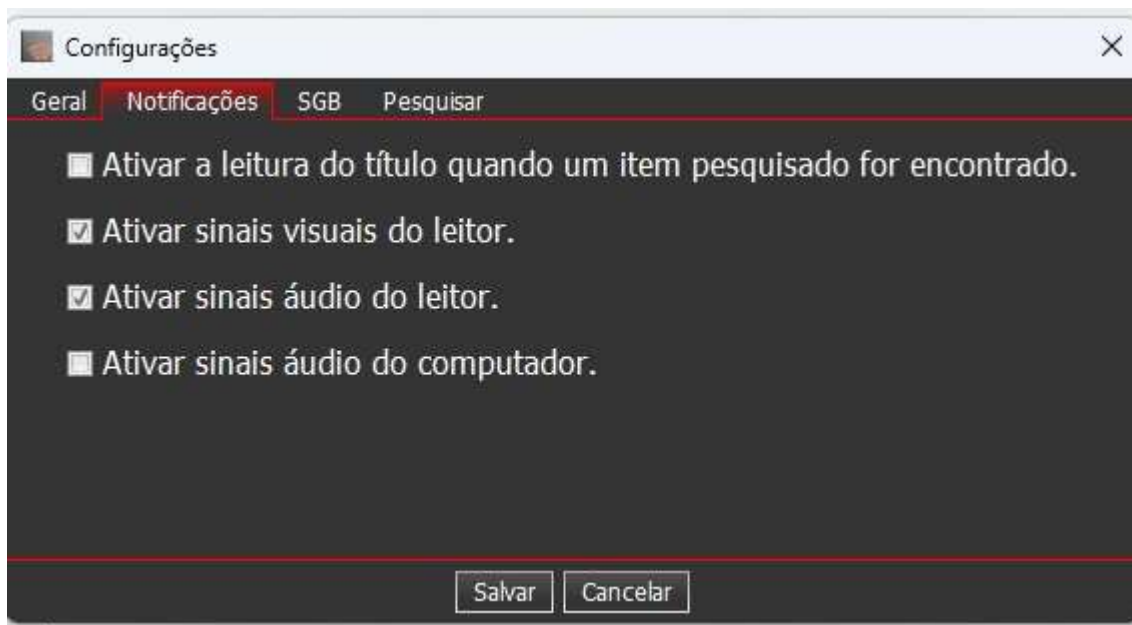 Configurações
Geral Notificações SGB Pesquisar
Ativar a leitura do título quando um item pesquisado for encontrado.
Ativar sinais visuais do leitor.
Ativar sinais áudio do leitor.
Ativar sinais áudio do computador.
Salvar Cancelar